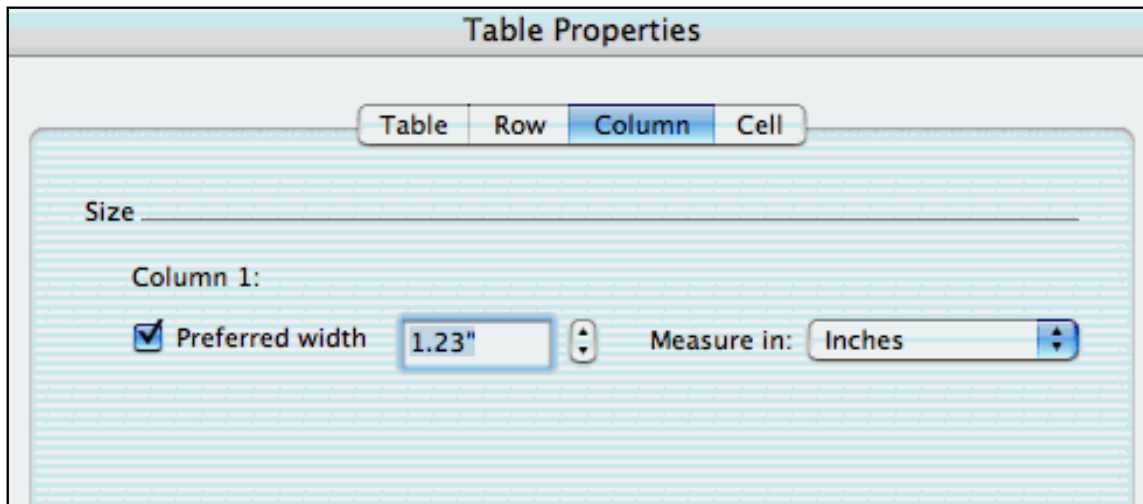 Table Properties
Table Row Column Cell
Size
Column 1:
Preferred width 1.23" Measure in: Inches